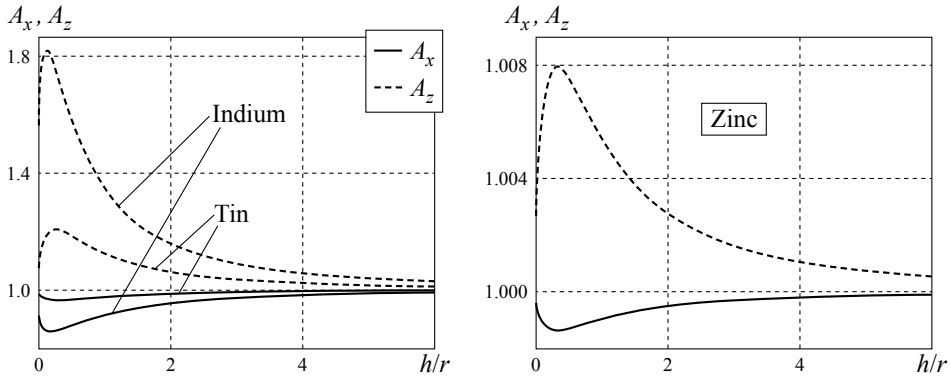 A_x, A_z
1.8
1.4
1.0
0
2
4
h/r
A_x
A_z
Indium
Tin
A_x, A_z
1.008
1.004
1.000
0
2
4
h/r
Zinc